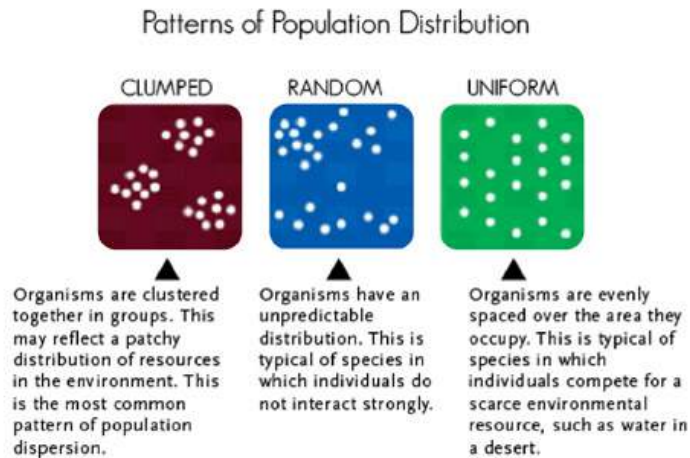 Patterns of Population Distribution
CLUMPED
RANDOM
UNIFORM
Organisms are clustered
together in groups. This
may reflect a patchy
distribution of resources
in the environment. This
is the most common
pattern of population
dispersion.
Organisms have an
unpredictable
distribution. This is
typical of species in
which individuals do
not interact strongly.
Organisms are evenly
spaced over the area they
occupy. This is typical of
species in which
individuals compete for a
scarce environmental
resource, such as water in
a desert.